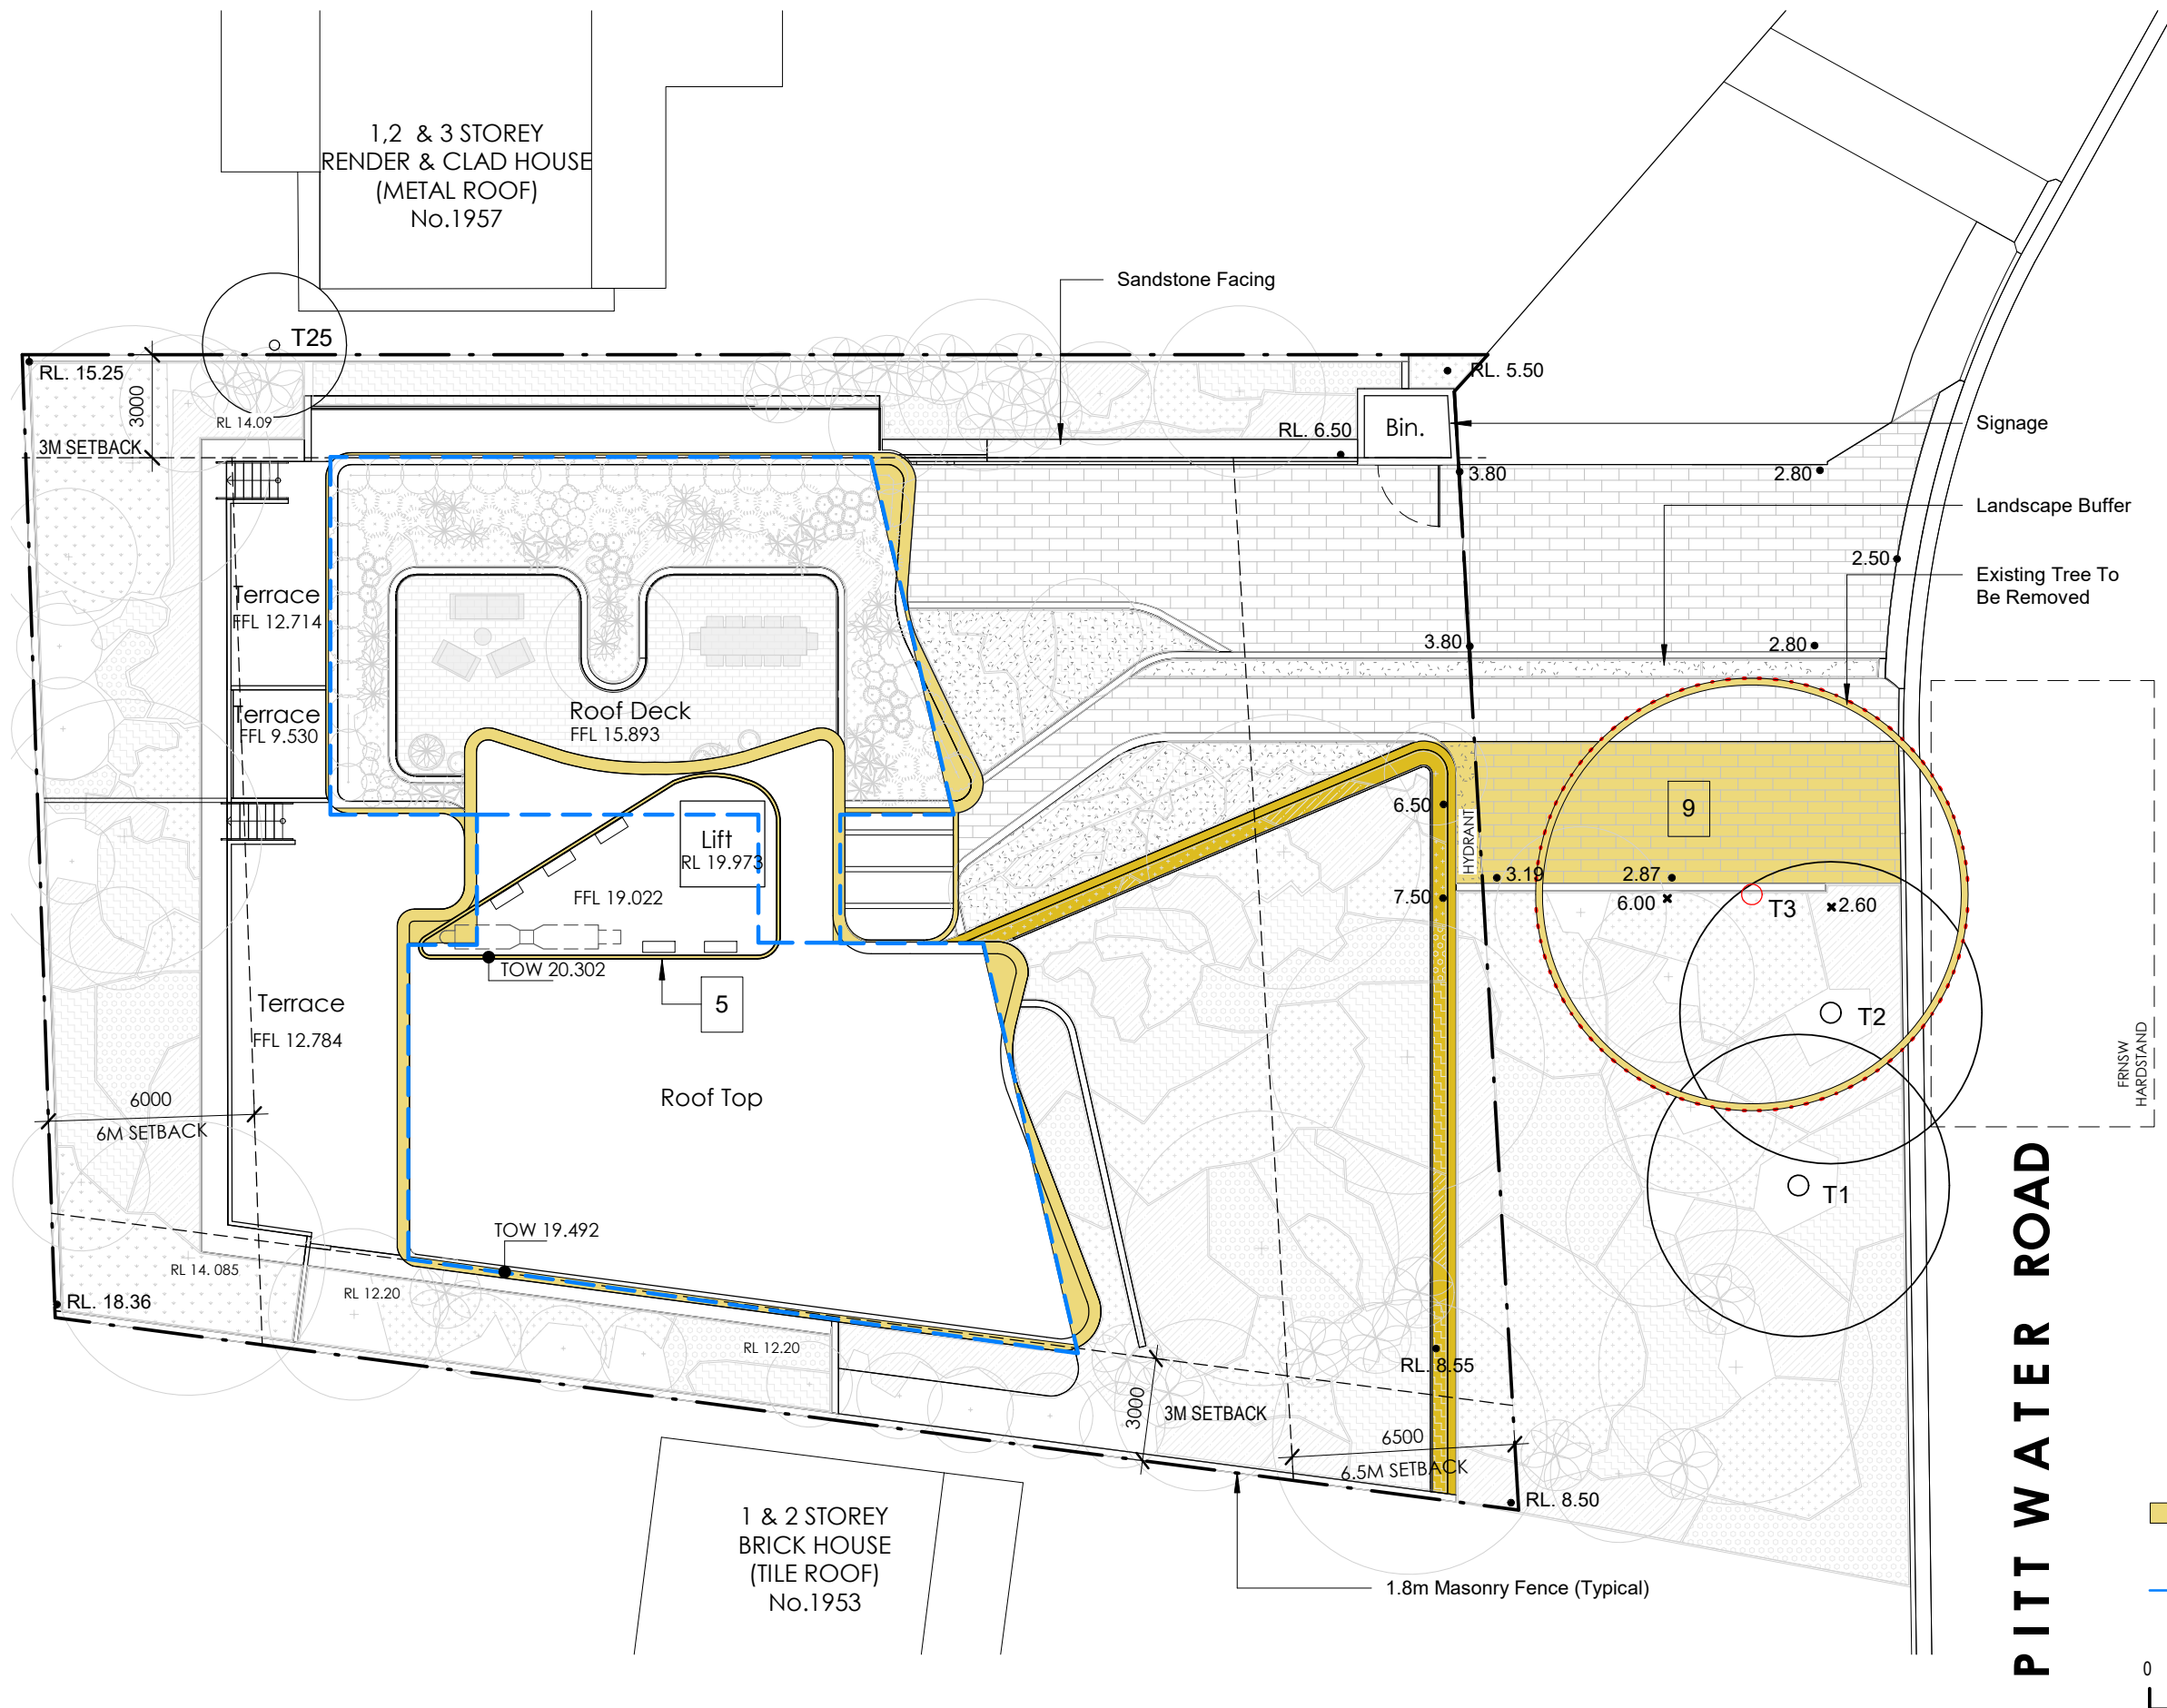 1,2 & 3 STOREY
RENDER & CLAD HOUSE
(METAL ROOF)
No.1957
Sandstone Facing
T25
RL. 15.25
3000
RL 14.09
3M SETBACK
RL. 5.50
Bin.
RL. 6.50
Signage
3.80
2.80
Landscape Buffer
2.50
Existing Tree To
Be Removed
Terrace
FFL 12.714
3.80
2.80
Terrace
FFL 9.530
Roof Deck
FFL 15.893
Lift
RL 19.973
FFL 19.022
6.50
HYDRANT
9
7.50
3.19
2.87
6.00
T3
2.60
TOW 20.302
5
Terrace
FFL 12.784
T2
FRNSW
HARDSTAND
Roof Top
6000
6M SETBACK
T1
TOW 19.492
RL 14. 085
RL. 18.36
RL 12.20
RL 12.20
RL. 8.55
3000
3M SETBACK
6500
6.5M SETBACK
RL. 8.50
1 & 2 STOREY
BRICK HOUSE
(TILE ROOF)
No.1953
1.8m Masonry Fence (Typical)
PITTWATER ROAD
0